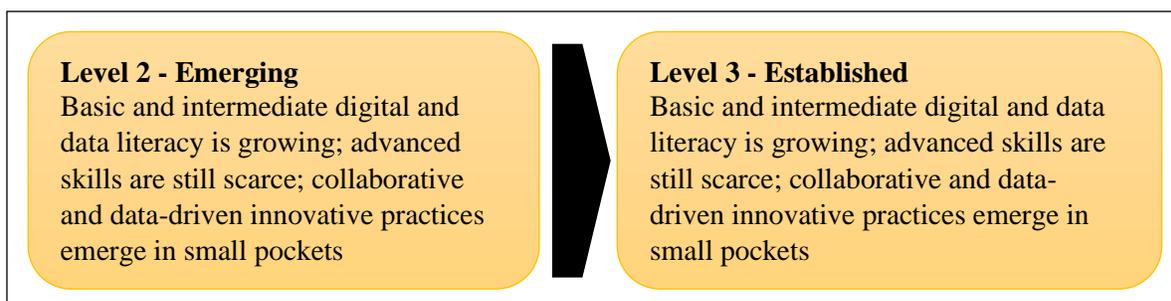 Level 2 - Emerging
Basic and intermediate digital and
data literacy is growing; advanced
skills are still scarce; collaborative
and data-driven innovative practices
emerge in small pockets
Level 3 - Established
Basic and intermediate digital and data
literacy is growing; advanced skills are
still scarce; collaborative and data-
driven innovative practices emerge in
small pockets